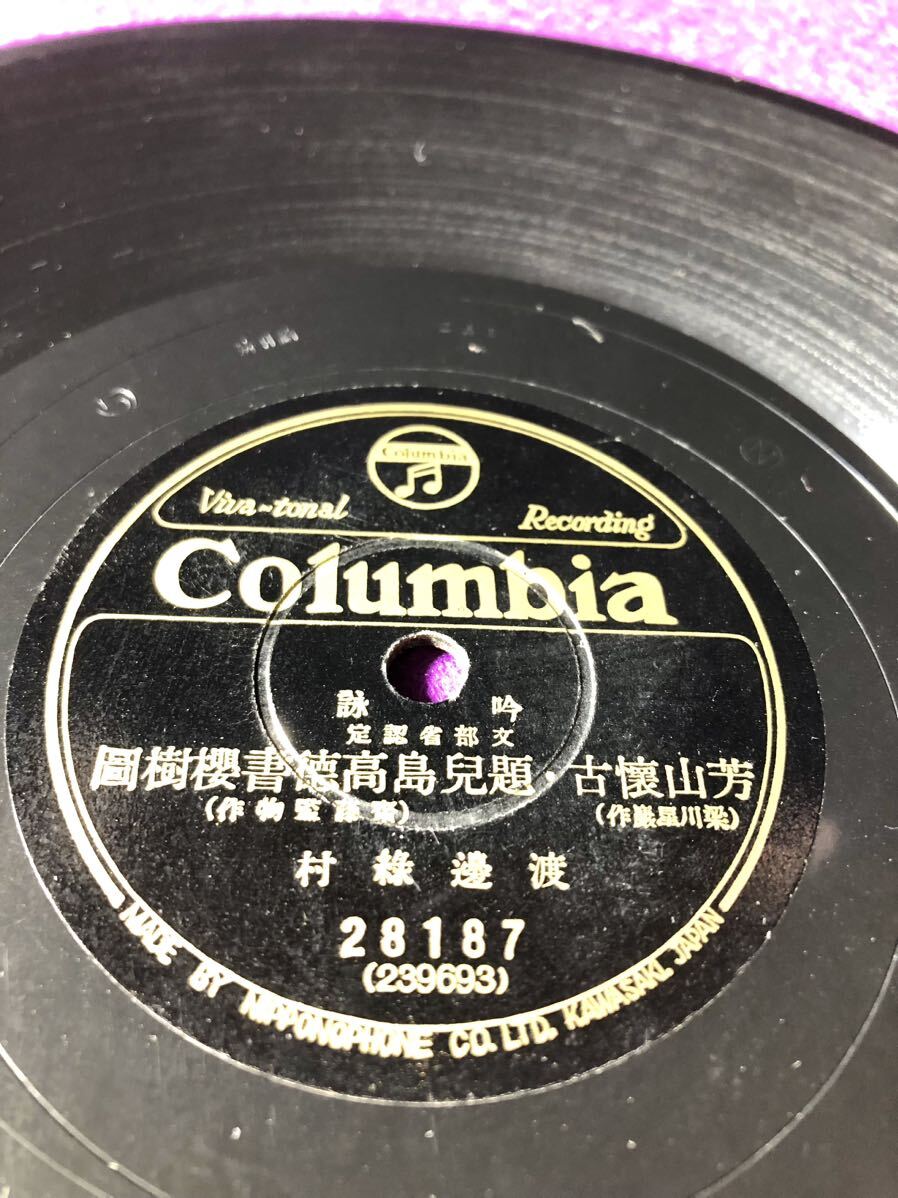 Columbia
Viva-tonal Recording
Columbia
吟詠
文部省認定
芳山懷古・題兒島高德書櫻樹圖
(梁川星巖作) (齋藤監物作)
渡邊綠村
28187
(239693)
MADE BY NIPPONOPHONE CO. LTD. KAWASAKI, JAPAN